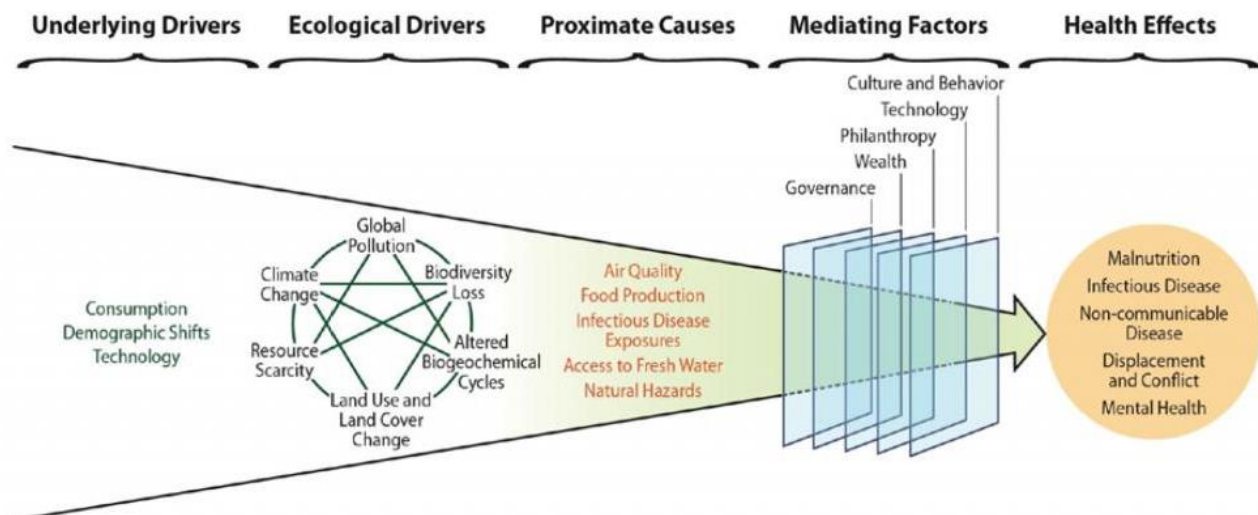 Underlying Drivers
Ecological Drivers
Proximate Causes
Mediating Factors
Health Effects
Consumption
Demographic Shifts
Technology
Global
Pollution
Climate
Change
Biodiversity
Loss
Resource
Scarcity
Altered
Biogeochemical
Cycles
Land Use and
Land Cover
Change
Air Quality
Food Production
Infectious Disease
Exposures
Access to Fresh Water
Natural Hazards
Culture and Behavior
Technology
Philanthropy
Wealth
Governance
Malnutrition
Infectious Disease
Non-communicable
Disease
Displacement
and Conflict
Mental Health